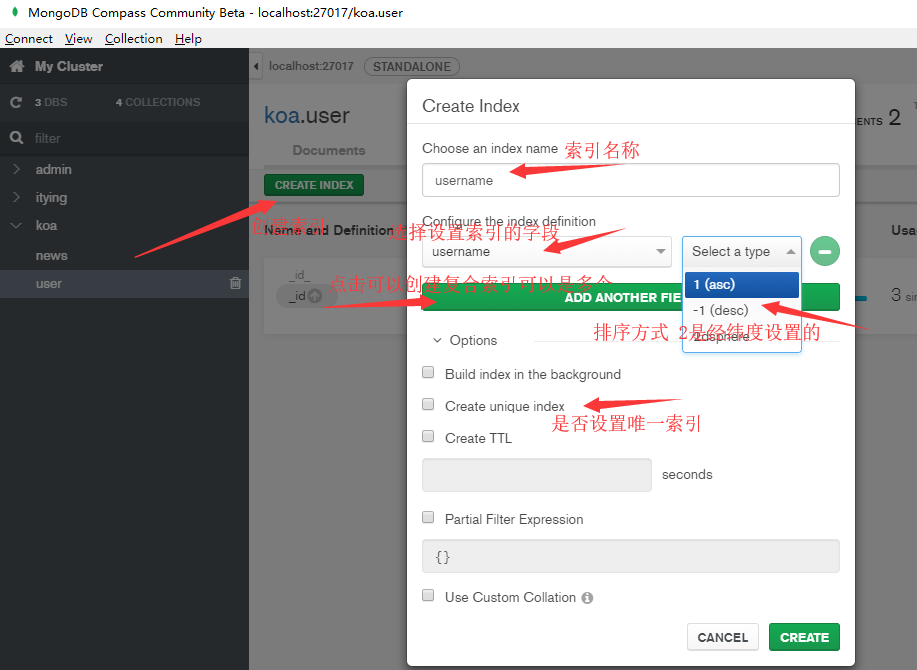 MongoDB Compass Community Beta - localhost:27017/koa.user
Connect View Collection Help
My Cluster
localhost:27017 STANDALONE
3 DBS 4 COLLECTIONS
filter
admin
itying
koa
news
user
koa.user
Documents
ENTS 2
CREATE INDEX
创建索引
Name and Definition
Usa
_id_
_id
3 sin
Create Index
Choose an index name 索引名称
username
Configure the index definition
选择设置索引的字段
username
Select a type
1 (asc)
-1 (desc)
2dsphere
点击可以创建复合索引可以是多个
ADD ANOTHER FIE
排序方式 2是经纬度设置的
Options
Build index in the background
Create unique index
是否设置唯一索引
Create TTL
seconds
Partial Filter Expression
{}
Use Custom Collation
CANCEL CREATE